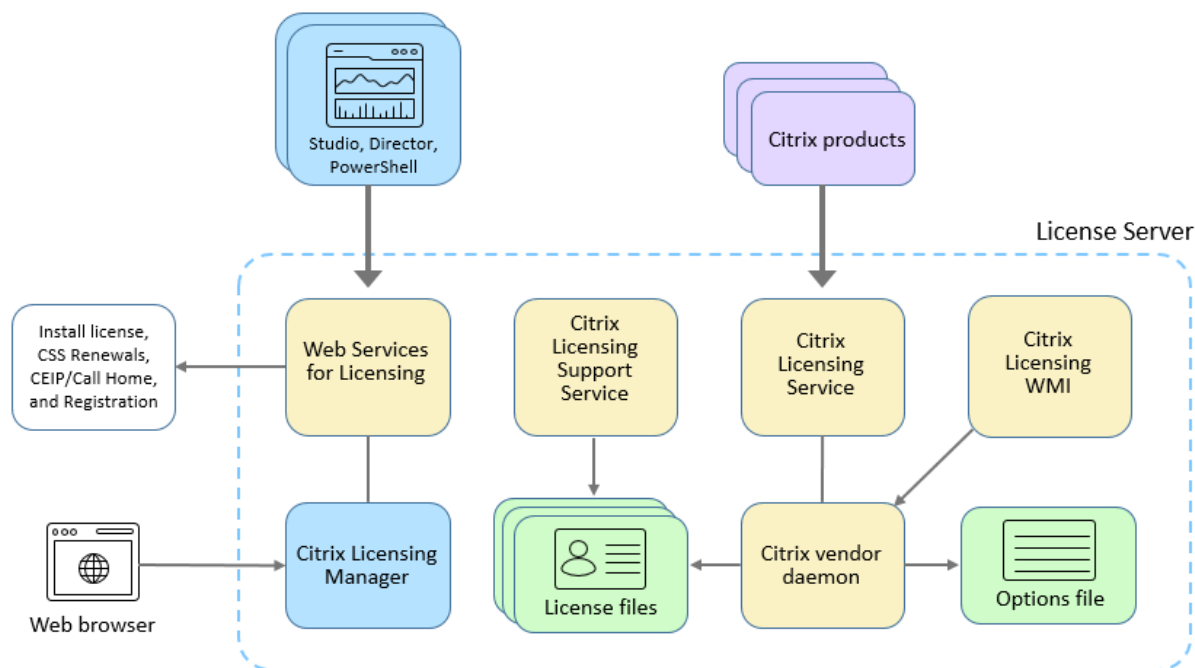 Studio, Director,
PowerShell
Citrix products
License Server
Install license,
CSS Renewals,
CEIP/Call Home,
and Registration
Web Services
for Licensing
Citrix
Licensing
Support
Service
Citrix
Licensing
Service
Citrix
Licensing
WMI
Web browser
Citrix Licensing
Manager
License files
Citrix vendor
daemon
Options file